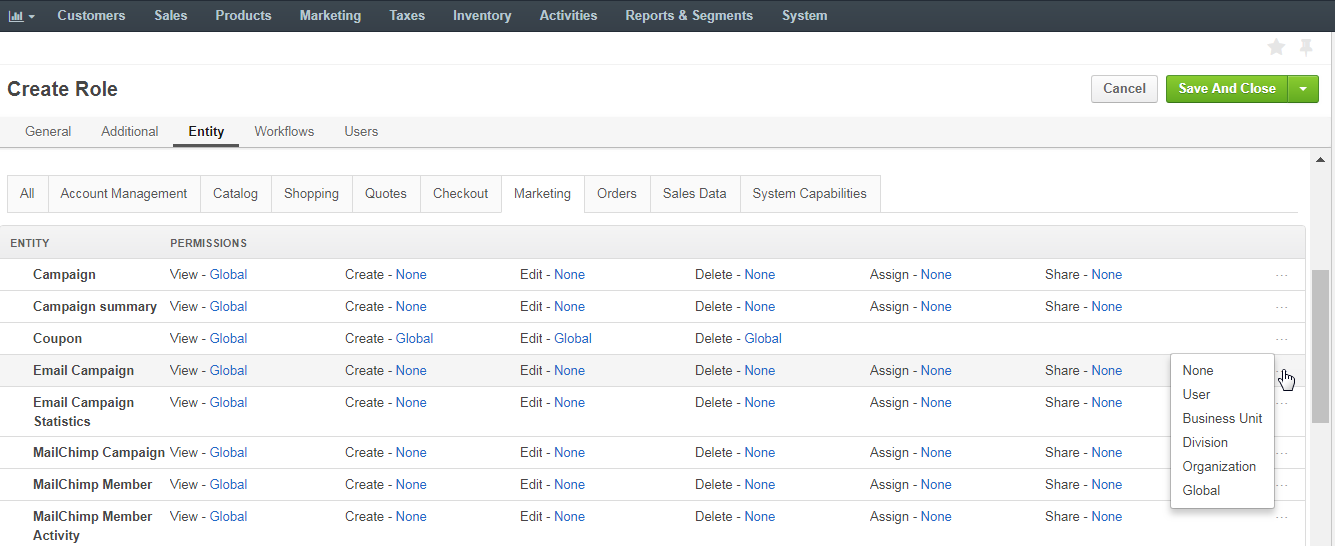 Customers Sales Products Marketing Taxes Inventory Activities Reports & Segments System
Create Role
Cancel Save And Close
General Additional Entity Workflows Users
All Account Management Catalog Shopping Quotes Checkout Marketing Orders Sales Data System Capabilities
ENTITY PERMISSIONS
Campaign View - Global Create - None Edit - None Delete - None Assign - None Share - None ...
Campaign summary View - Global Create - None Edit - None Delete - None Assign - None Share - None ...
Coupon View - Global Create - Global Edit - Global Delete - Global ...
Email Campaign View - Global Create - None Edit - None Delete - None Assign - None Share - None
None
User
Business Unit
Division
Organization
Global
Email Campaign View - Global Create - None Edit - None Delete - None Assign - None Share - None ...
Statistics
MailChimp Campaign View - Global Create - None Edit - None Delete - None Assign - None Share - None ...
MailChimp Member View - Global Create - None Edit - None Delete - None Assign - None Share - None ...
MailChimp Member View - Global Create - None Edit - None Delete - None Assign - None Share - None ...
Activity